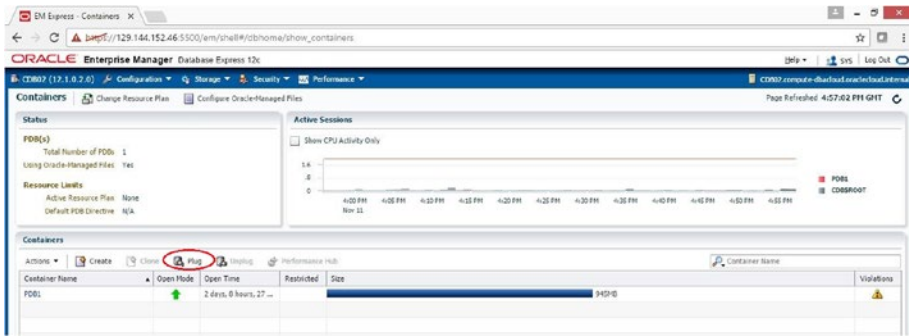 EM Express - Containers
https://129.144.152.46:5500/em/shell#/dbhome/show_containers
ORACLE Enterprise Manager Database Express 12c
Help SYS Log Out
CDB02 (12.1.0.2.0) Configuration Storage Security Performance
CDB02.compute-dbacloud.oraclecloud.internal
Containers Change Resource Plan Configure Oracle-Managed Files
Page Refreshed 4:57:02 PM GMT
Status
PDB(s)
Total Number of PDBs 1
Using Oracle-Managed Files Yes
Resource Limits
Active Resource Plan None
Default PDB Directive N/A
Active Sessions
Show CPU Activity Only
1.6
.8
0
4:00 PM 4:05 PM 4:10 PM 4:15 PM 4:20 PM 4:25 PM 4:30 PM 4:35 PM 4:40 PM 4:45 PM 4:50 PM 4:55 PM
Nov 11
PDB1
CDB$ROOT
Containers
Actions Create Clone Plug Unplug Performance Hub
Container Name
Container Name Open Mode Open Time Restricted Size Violations
PDB1 2 days, 0 hours, 27 ... 945MB